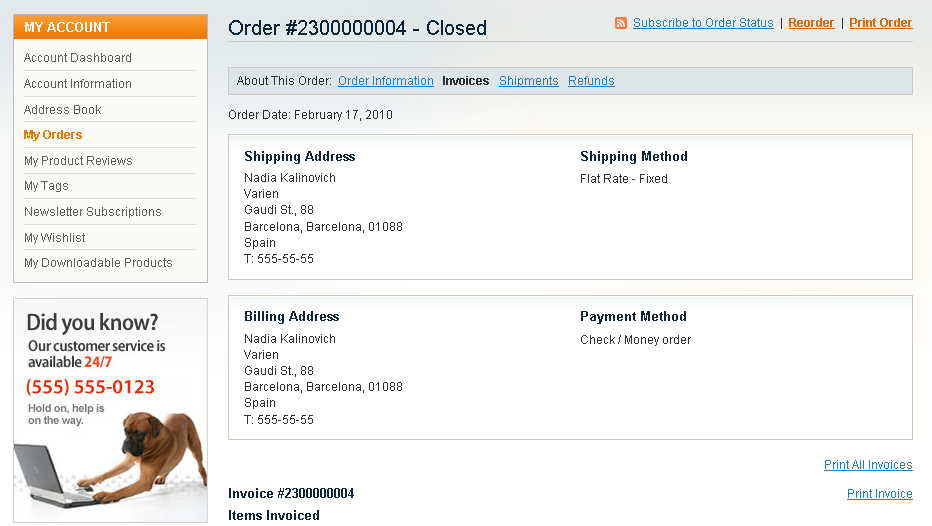 MY ACCOUNT
Account Dashboard
Account Information
Address Book
My Orders
My Product Reviews
My Tags
Newsletter Subscriptions
My Wishlist
My Downloadable Products
Did you know?
Our customer service is
available 24/7
(555) 555-0123
Hold on, help is
on the way.
Order #2300000004 - Closed
Subscribe to Order Status | Reorder | Print Order
About This Order: Order Information Invoices Shipments Refunds
Order Date: February 17, 2010
Shipping Address
Nadia Kalinovich
Varien
Gaudi St., 88
Barcelona, Barcelona, 01088
Spain
T: 555-55-55
Shipping Method
Flat Rate - Fixed
Billing Address
Nadia Kalinovich
Varien
Gaudi St., 88
Barcelona, Barcelona, 01088
Spain
T: 555-55-55
Payment Method
Check / Money order
Print All Invoices
Invoice #2300000004
Print Invoice
Items Invoiced